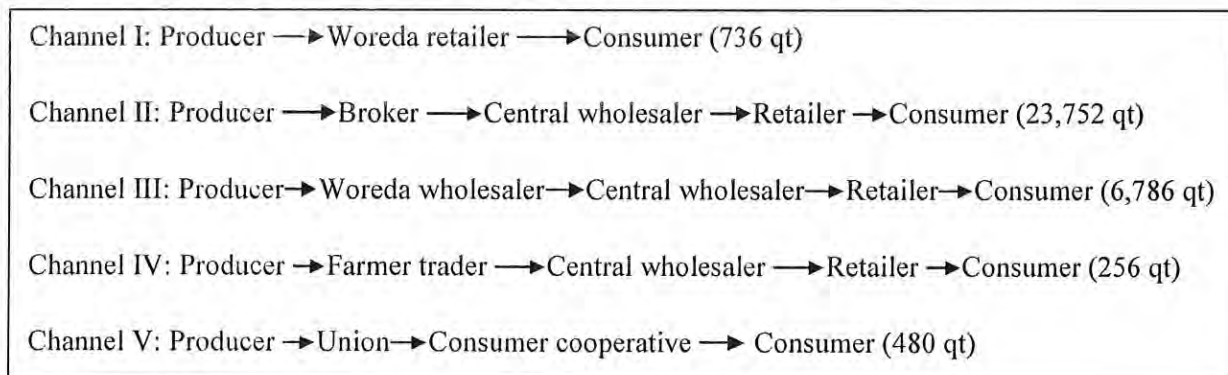 Channel I: Producer → Woreda retailer → Consumer (736 qt)
Channel II: Producer → Broker → Central wholesaler → Retailer → Consumer (23,752 qt)
Channel III: Producer→ Woreda wholesaler→ Central wholesaler→ Retailer→ Consumer (6,786 qt)
Channel IV: Producer → Farmer trader → Central wholesaler → Retailer → Consumer (256 qt)
Channel V: Producer → Union→ Consumer cooperative → Consumer (480 qt)